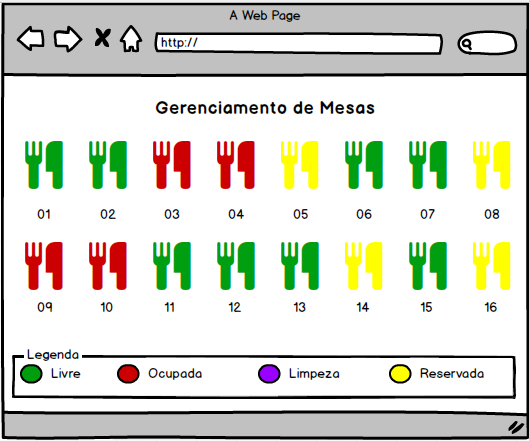 A Web Page
http://
Gerenciamento de Mesas
01 02 03 04 05 06 07 08
09 10 11 12 13 14 15 16
Legenda
Livre Ocupada Limpeza Reservada